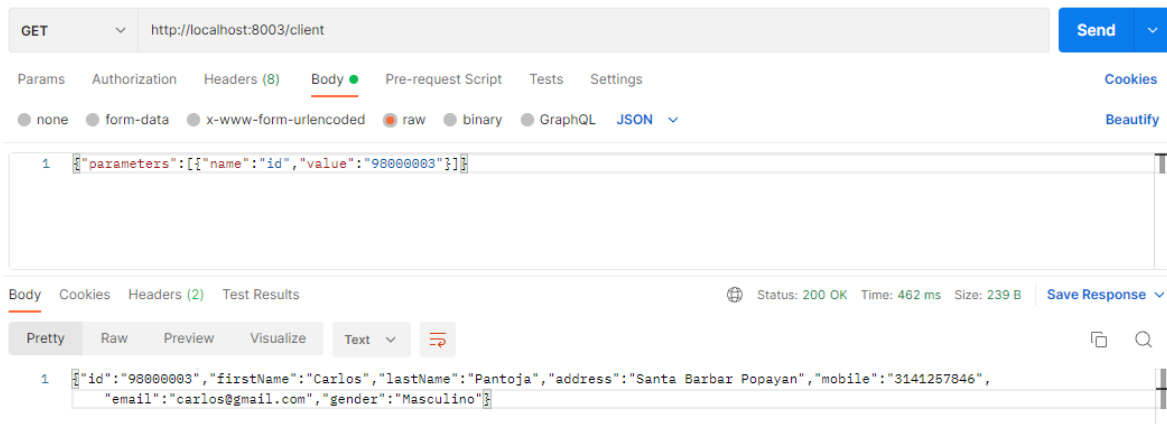 GET http://localhost:8003/client Send
Params Authorization Headers (8) Body Pre-request Script Tests Settings Cookies
none form-data x-www-form-urlencoded raw binary GraphQL JSON Beautify
1 {"parameters":[{"name":"id","value":"98000003"}]}
Body Cookies Headers (2) Test Results Status: 200 OK Time: 462 ms Size: 239 B Save Response
Pretty Raw Preview Visualize Text
1 {"id":"98000003","firstName":"Carlos","lastName":"Pantoja","address":"Santa Barbar Popayan","mobile":"3141257846",
"email":"carlos@gmail.com","gender":"Masculino"}